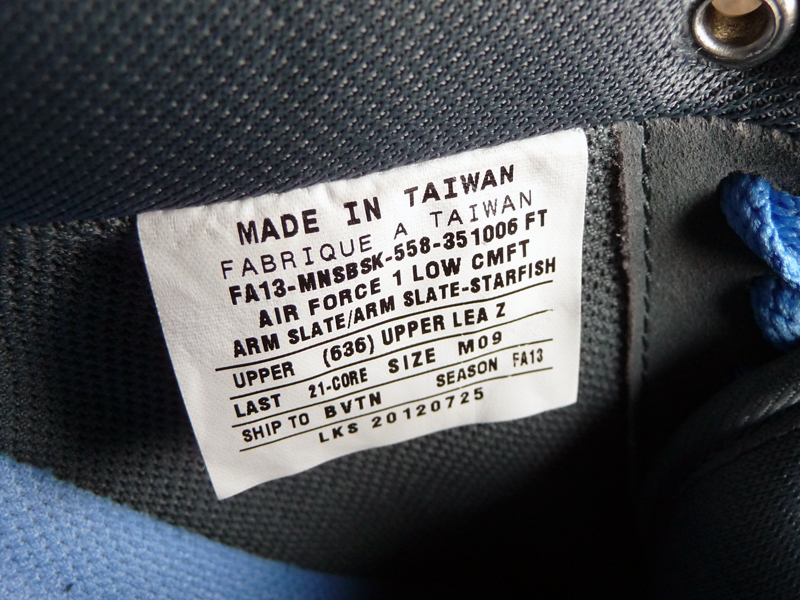 MADE IN TAIWAN
FABRIQUE A TAIWAN
FA13-MNSBSK-558-351006 FT
AIR FORCE 1 LOW CMFT
ARM SLATE/ARM SLATE-STARFISH
UPPER (636) UPPER LEA Z
LAST 21-CORE SIZE M09
SHIP TO BVTN SEASON FA13
LKS 20120725